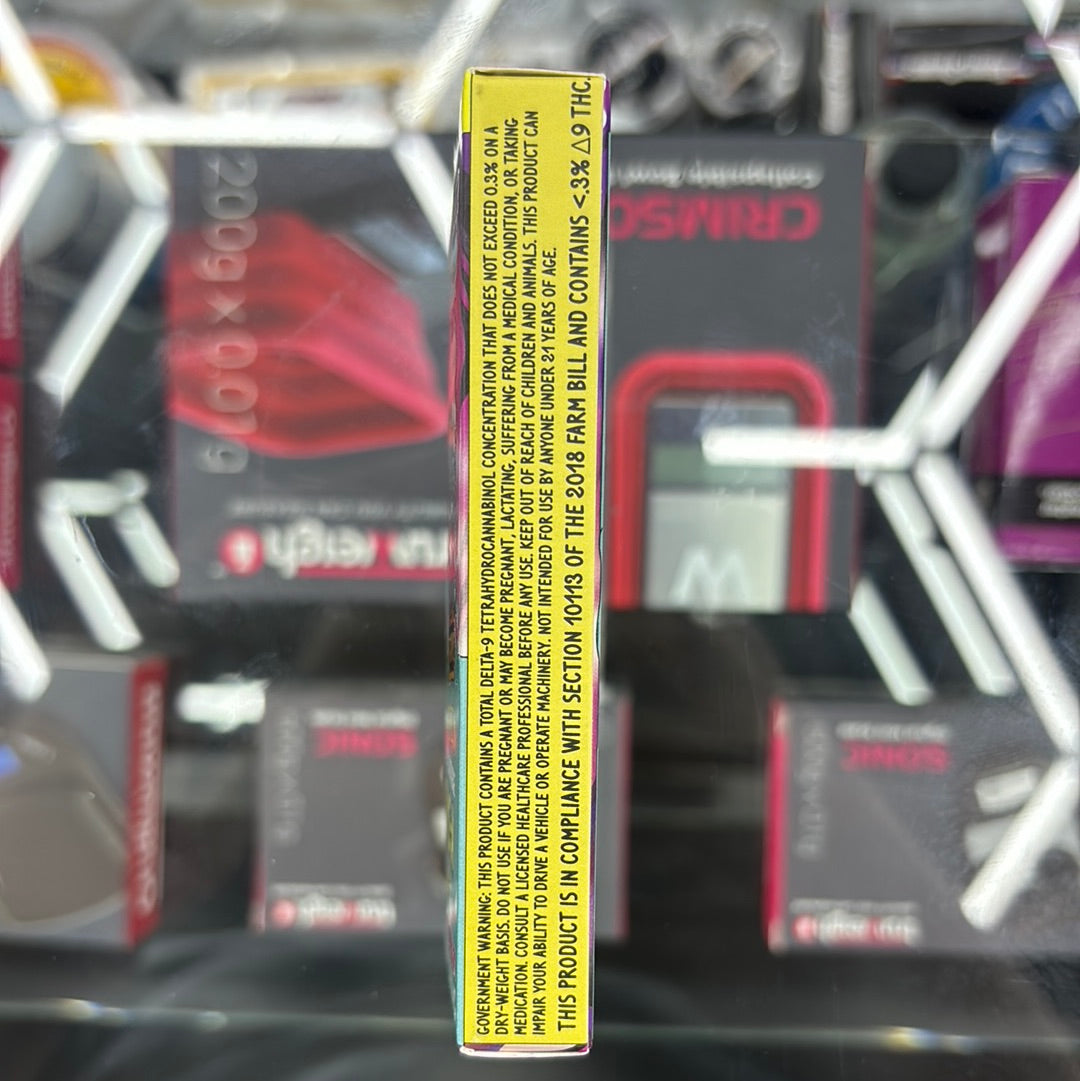 GOVERNMENT WARNING: THIS PRODUCT CONTAINS A TOTAL DELTA-9 TETRAHYDROCANNABINOL CONCENTRATION THAT DOES NOT EXCEED 0.3% ON A
DRY-WEIGHT BASIS. DO NOT USE IF YOU ARE PREGNANT OR MAY BECOME PREGNANT, LACTATING, SUFFERING FROM A MEDICAL CONDITION, OR TAKING
MEDICATION. CONSULT A LICENSED HEALTHCARE PROFESSIONAL BEFORE ANY USE. KEEP OUT OF REACH OF CHILDREN AND ANIMALS. THIS PRODUCT CAN
IMPAIR YOUR ABILITY TO DRIVE A VEHICLE OR OPERATE MACHINERY. NOT INTENDED FOR USE BY ANYONE UNDER 21 YEARS OF AGE.
THIS PRODUCT IS IN COMPLIANCE WITH SECTION 10113 OF THE 2018 FARM BILL AND CONTAINS <.3% Δ9 THC.
200g x 0.01g
CRIMSO
SONIC
SONIC